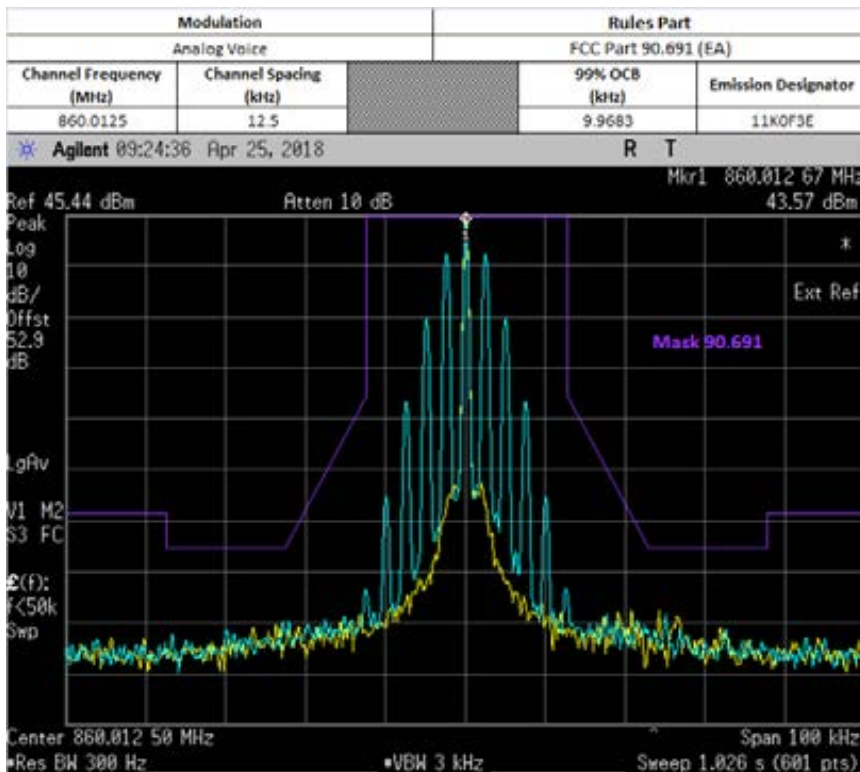 Modulation Rules Part
Analog Voice FCC Part 90.691 (EA)
Channel Frequency (MHz) Channel Spacing (kHz) 99% OCB (kHz) Emission Designator
860.0125 12.5 9.9683 11K0F3E
Agilent 09:24:36 Apr 25, 2018 R T
Mkr1 860.012 67 MHz
Ref 45.44 dBm Atten 10 dB 43.57 dBm
Peak
Log
10
dB/
Offst
52.9
dB
*
Ext Ref
Mask 90.691
LgAv
V1 M2
S3 FC
£(f):
f<50k
Swp
Center 860.012 50 MHz Span 100 kHz
•Res BW 300 Hz •VBW 3 kHz Sweep 1.026 s (601 pts)